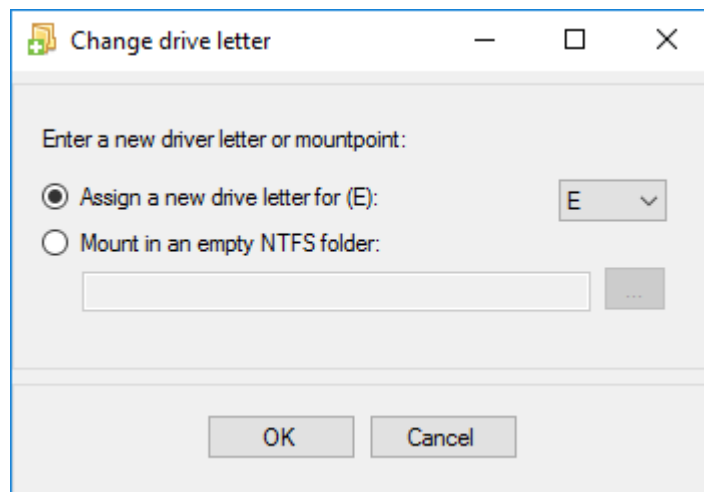 Change drive letter
Enter a new driver letter or mountpoint:
Assign a new drive letter for (E): E
Mount in an empty NTFS folder:
...
OK Cancel